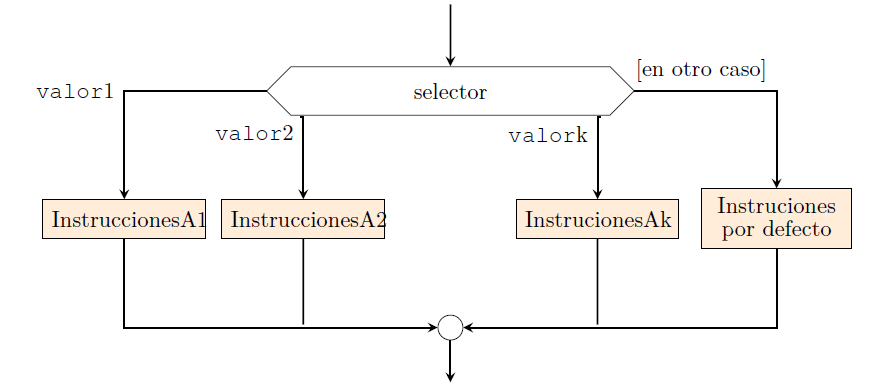 [en otro caso]
valor1
selector
valor2
valork
InstruccionesA1
InstruccionesA2
InstrucionesAk
Instruciones
por defecto